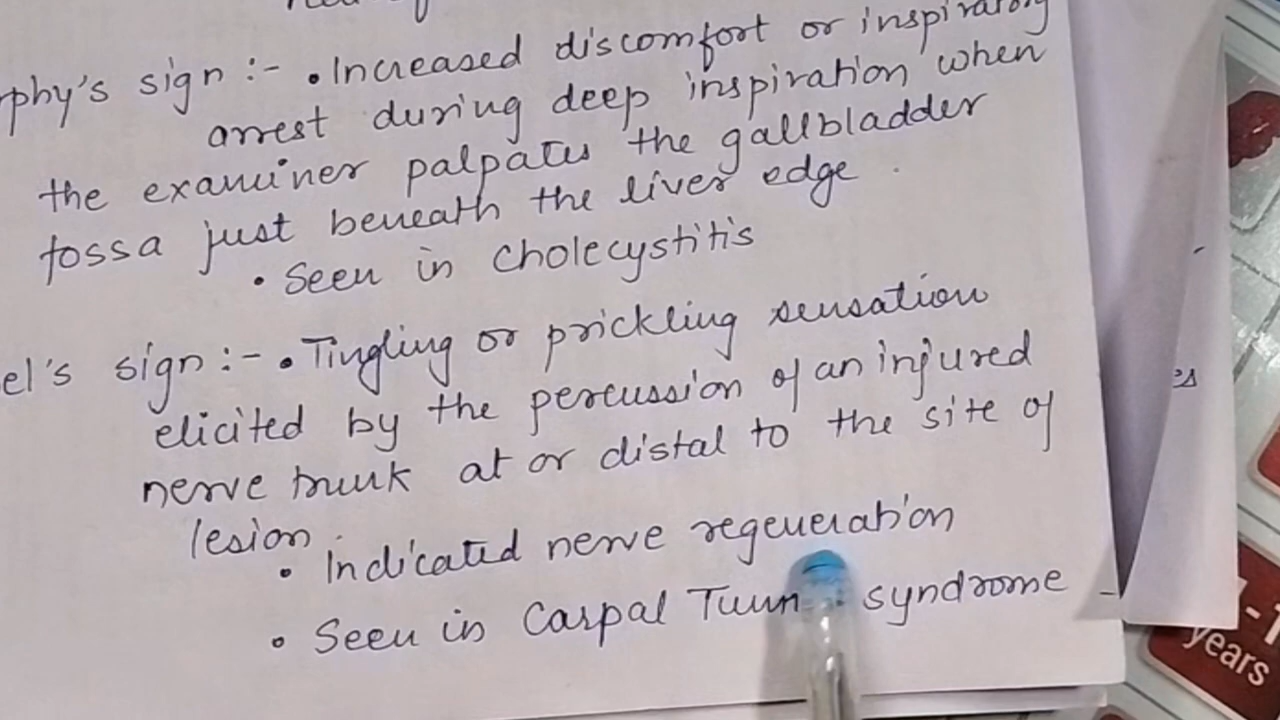 rphy's sign :- • Increased discomfort or inspiratory
arrest during deep inspiration when
the examiner palpates the gallbladder
fossa just beneath the liver edge .
• Seen in cholecystitis
el's sign :- • Tingling or prickling sensation
elicited by the percussion of an injured
nerve trunk at or distal to the site of
lesion .
• Indicated nerve regeneration
• Seen in Carpal Tunn syndrome
years